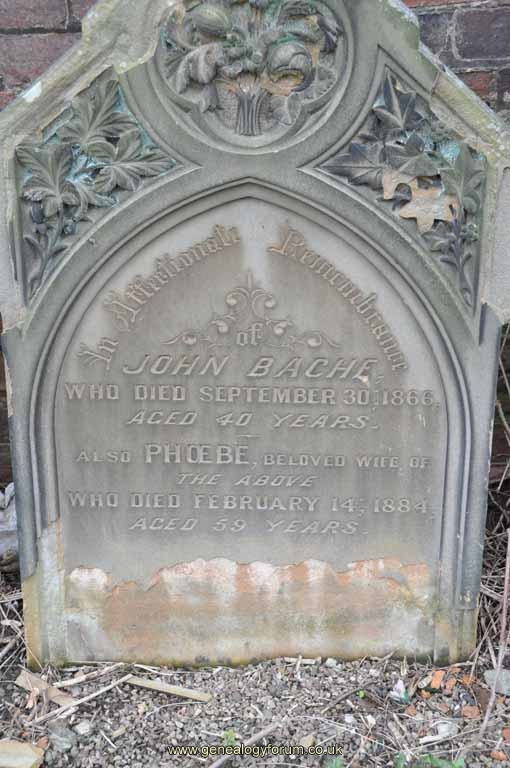 In Affectionate Remembrance
of
JOHN BACHE,
WHO DIED SEPTEMBER 30TH, 1866,
AGED 40 YEARS.
ALSO PHŒBE, BELOVED WIFE OF
THE ABOVE
WHO DIED FEBRUARY 14TH, 1884,
AGED 59 YEARS.
www.genealogyforum.co.uk